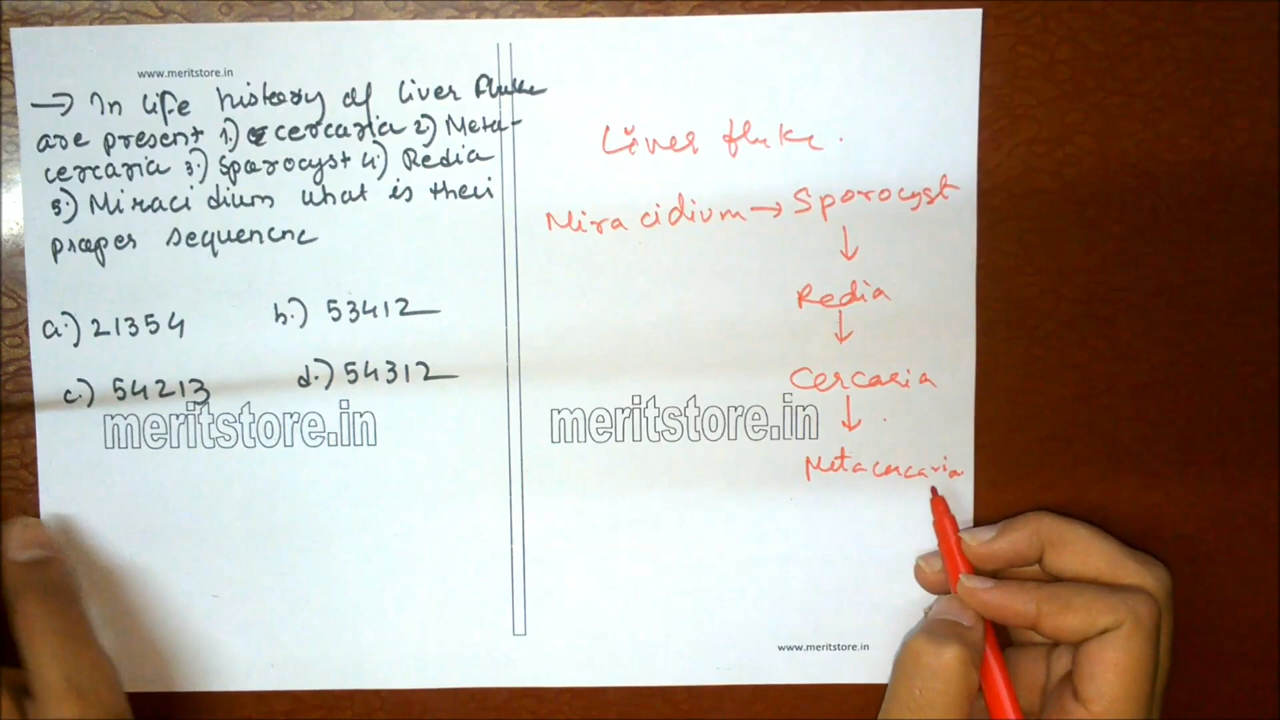 www.meritstore.in
→ In life history of liver fluke
are present 1) cercaria 2) Meta-
cercaria 3.) Sporocyst 4.) Redia
5.) Miracidium what is their
proper sequence
a.) 21354
b.) 53412
c.) 54213
d.) 54312
meritstore.in
Liver fluke.
Miracidium → Sporocyst
↓
Redia
↓
Cercaria
↓
Metacercaria
meritstore.in
www.meritstore.in